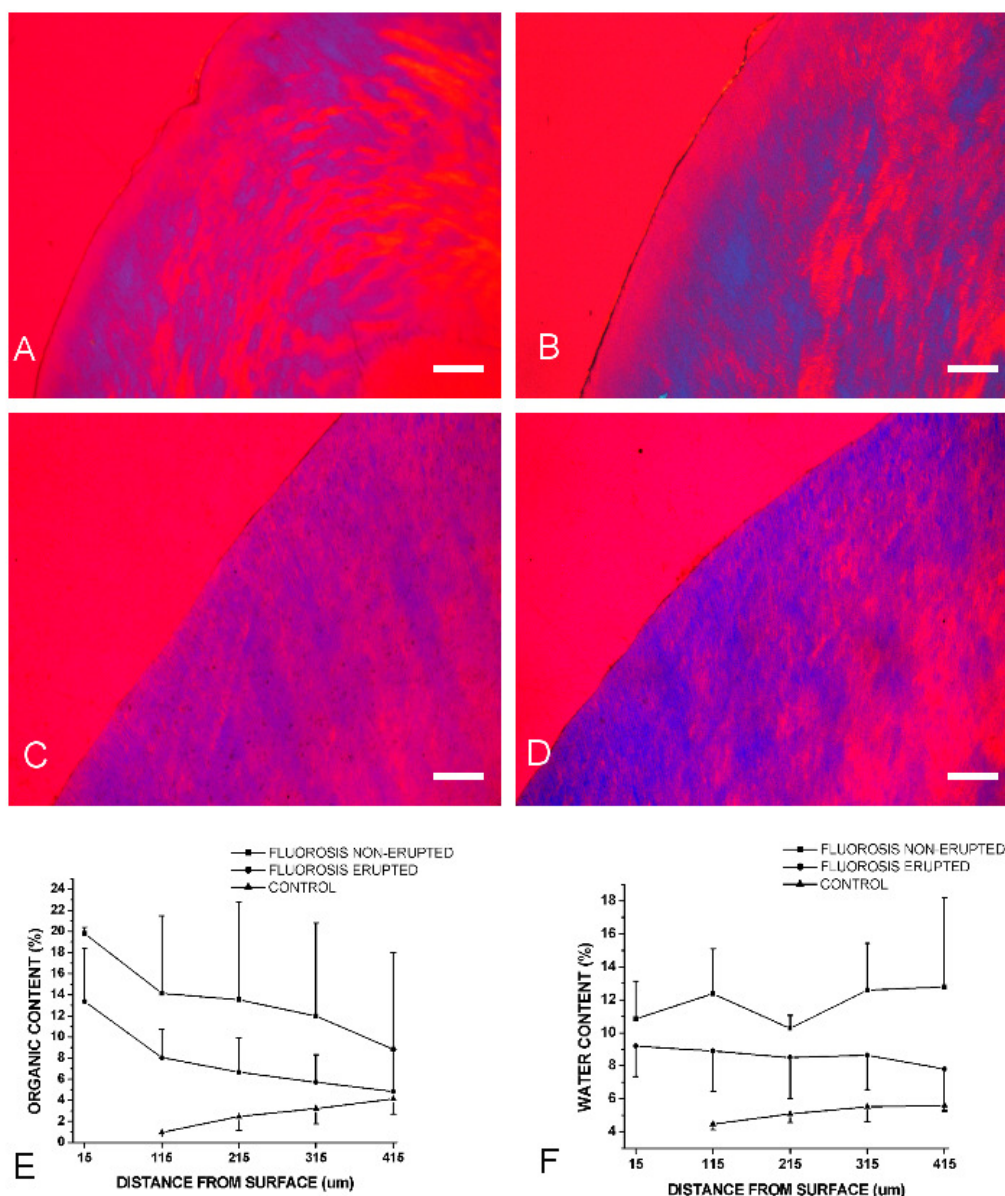 A
B
C
D
FLUOROSIS NON-ERUPTED
FLUOROSIS ERUPTED
CONTROL
24
22
20
18
16
14
12
10
8
6
4
2
0
ORGANIC CONTENT (%)
15 115 215 315 415
DISTANCE FROM SURFACE (um)
E
FLUOROSIS NON-ERUPTED
FLUOROSIS ERUPTED
CONTROL
18
16
14
12
10
8
6
4
WATER CONTENT (%)
15 115 215 315 415
DISTANCE FROM SURFACE (um)
F